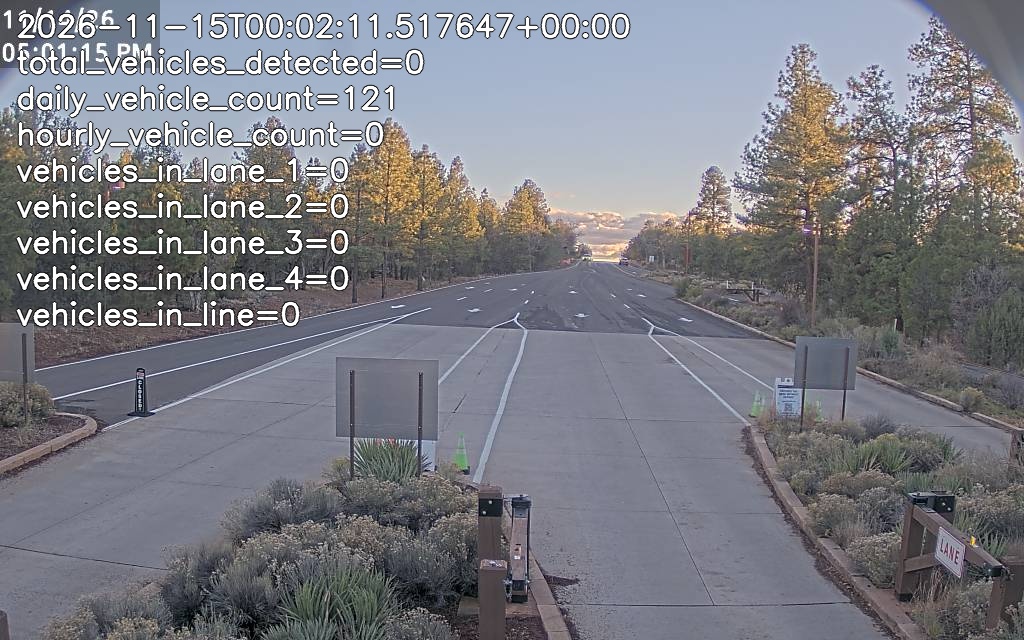 2026-11-15T00:02:11.517647+00:00
05:01:15 PM
total_vehicles_detected=0
daily_vehicle_count=121
hourly_vehicle_count=0
vehicles_in_lane_1=0
vehicles_in_lane_2=0
vehicles_in_lane_3=0
vehicles_in_lane_4=0
vehicles_in_line=0
LANE